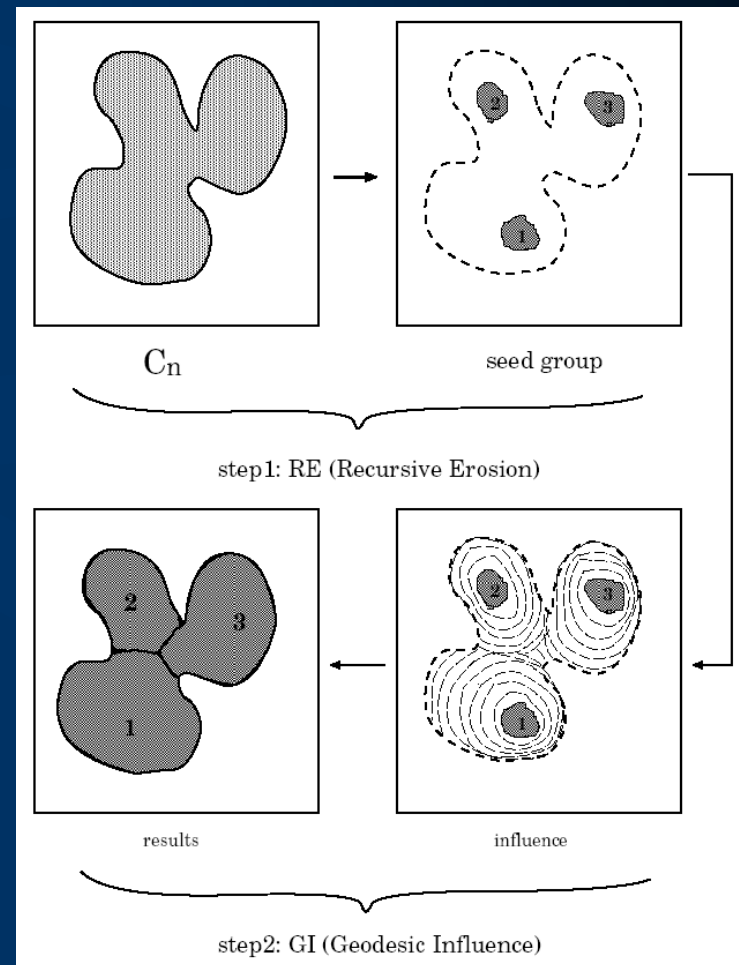 2
3
1
Cn
seed group
step1: RE (Recursive Erosion)
2
3
1
2
3
1
results
influence
step2: GI (Geodesic Influence)